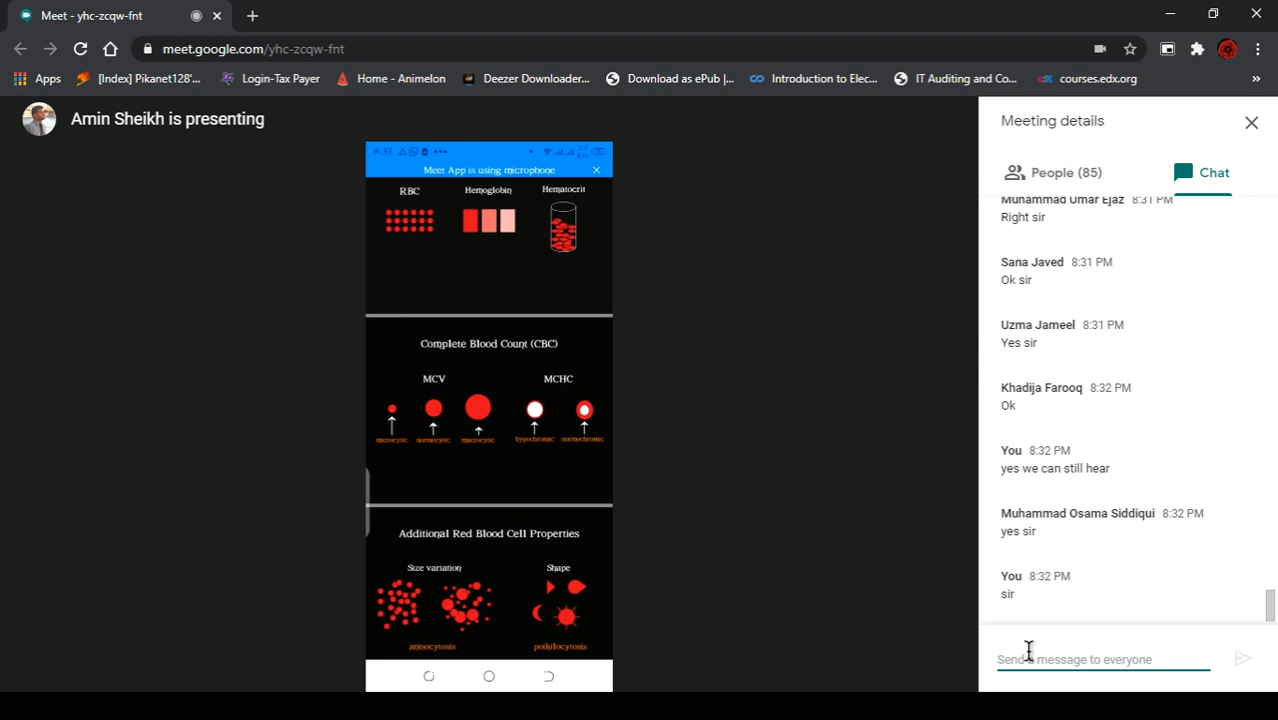 Meet - yhc-zcqw-fnt
meet.google.com/yhc-zcqw-fnt
Apps
[Index] Pikanet128'...
Login-Tax Payer
Home - Animelon
Deezer Downloader...
Download as ePub |...
Introduction to Elec...
IT Auditing and Co...
courses.edx.org
Amin Sheikh is presenting
8:37
Meet App is using microphone
RBC
Hemoglobin
Hematocrit
Complete Blood Count (CBC)
MCV
MCHC
microcytic
normocytic
macrocytic
hypochromic
normochromic
Additional Red Blood Cell Properties
Size variation
Shape
anisocytosis
poikilocytosis
Meeting details
People (85)
Chat
Muhammad Umar Ejaz 8:31 PM
Right sir
Sana Javed 8:31 PM
Ok sir
Uzma Jameel 8:31 PM
Yes sir
Khadija Farooq 8:32 PM
Ok
You 8:32 PM
yes we can still hear
Muhammad Osama Siddiqui 8:32 PM
yes sir
You 8:32 PM
sir
Send a message to everyone